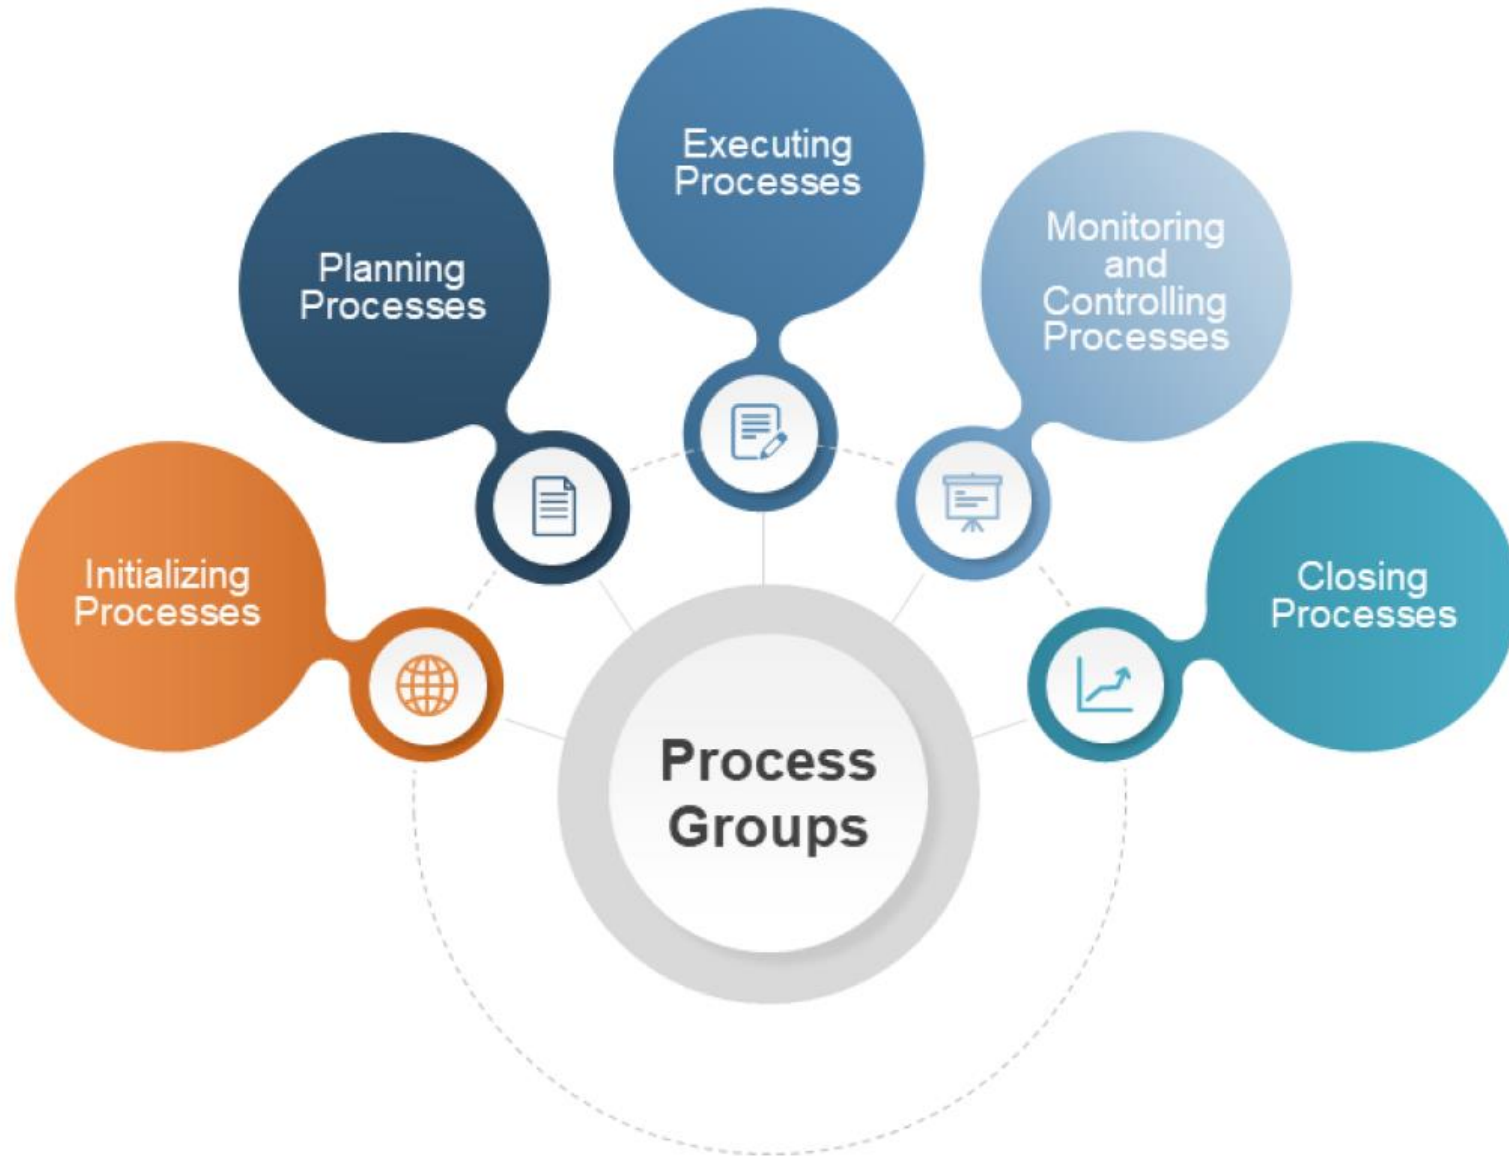 Executing
Processes
Planning
Processes
Monitoring
and
Controlling
Processes
Initializing
Processes
Closing
Processes
Process
Groups